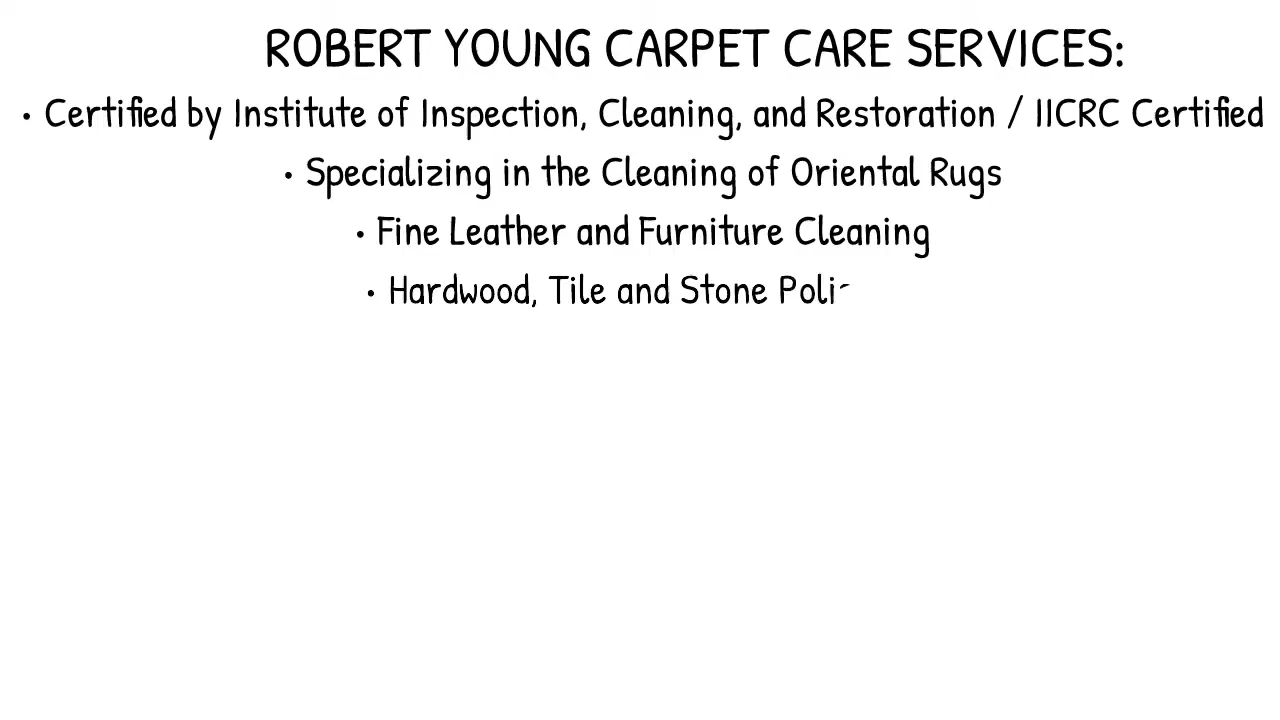 ROBERT YOUNG CARPET CARE SERVICES:
• Certified by Institute of Inspection, Cleaning, and Restoration / IICRC Certified
• Specializing in the Cleaning of Oriental Rugs
• Fine Leather and Furniture Cleaning
• Hardwood, Tile and Stone Poli